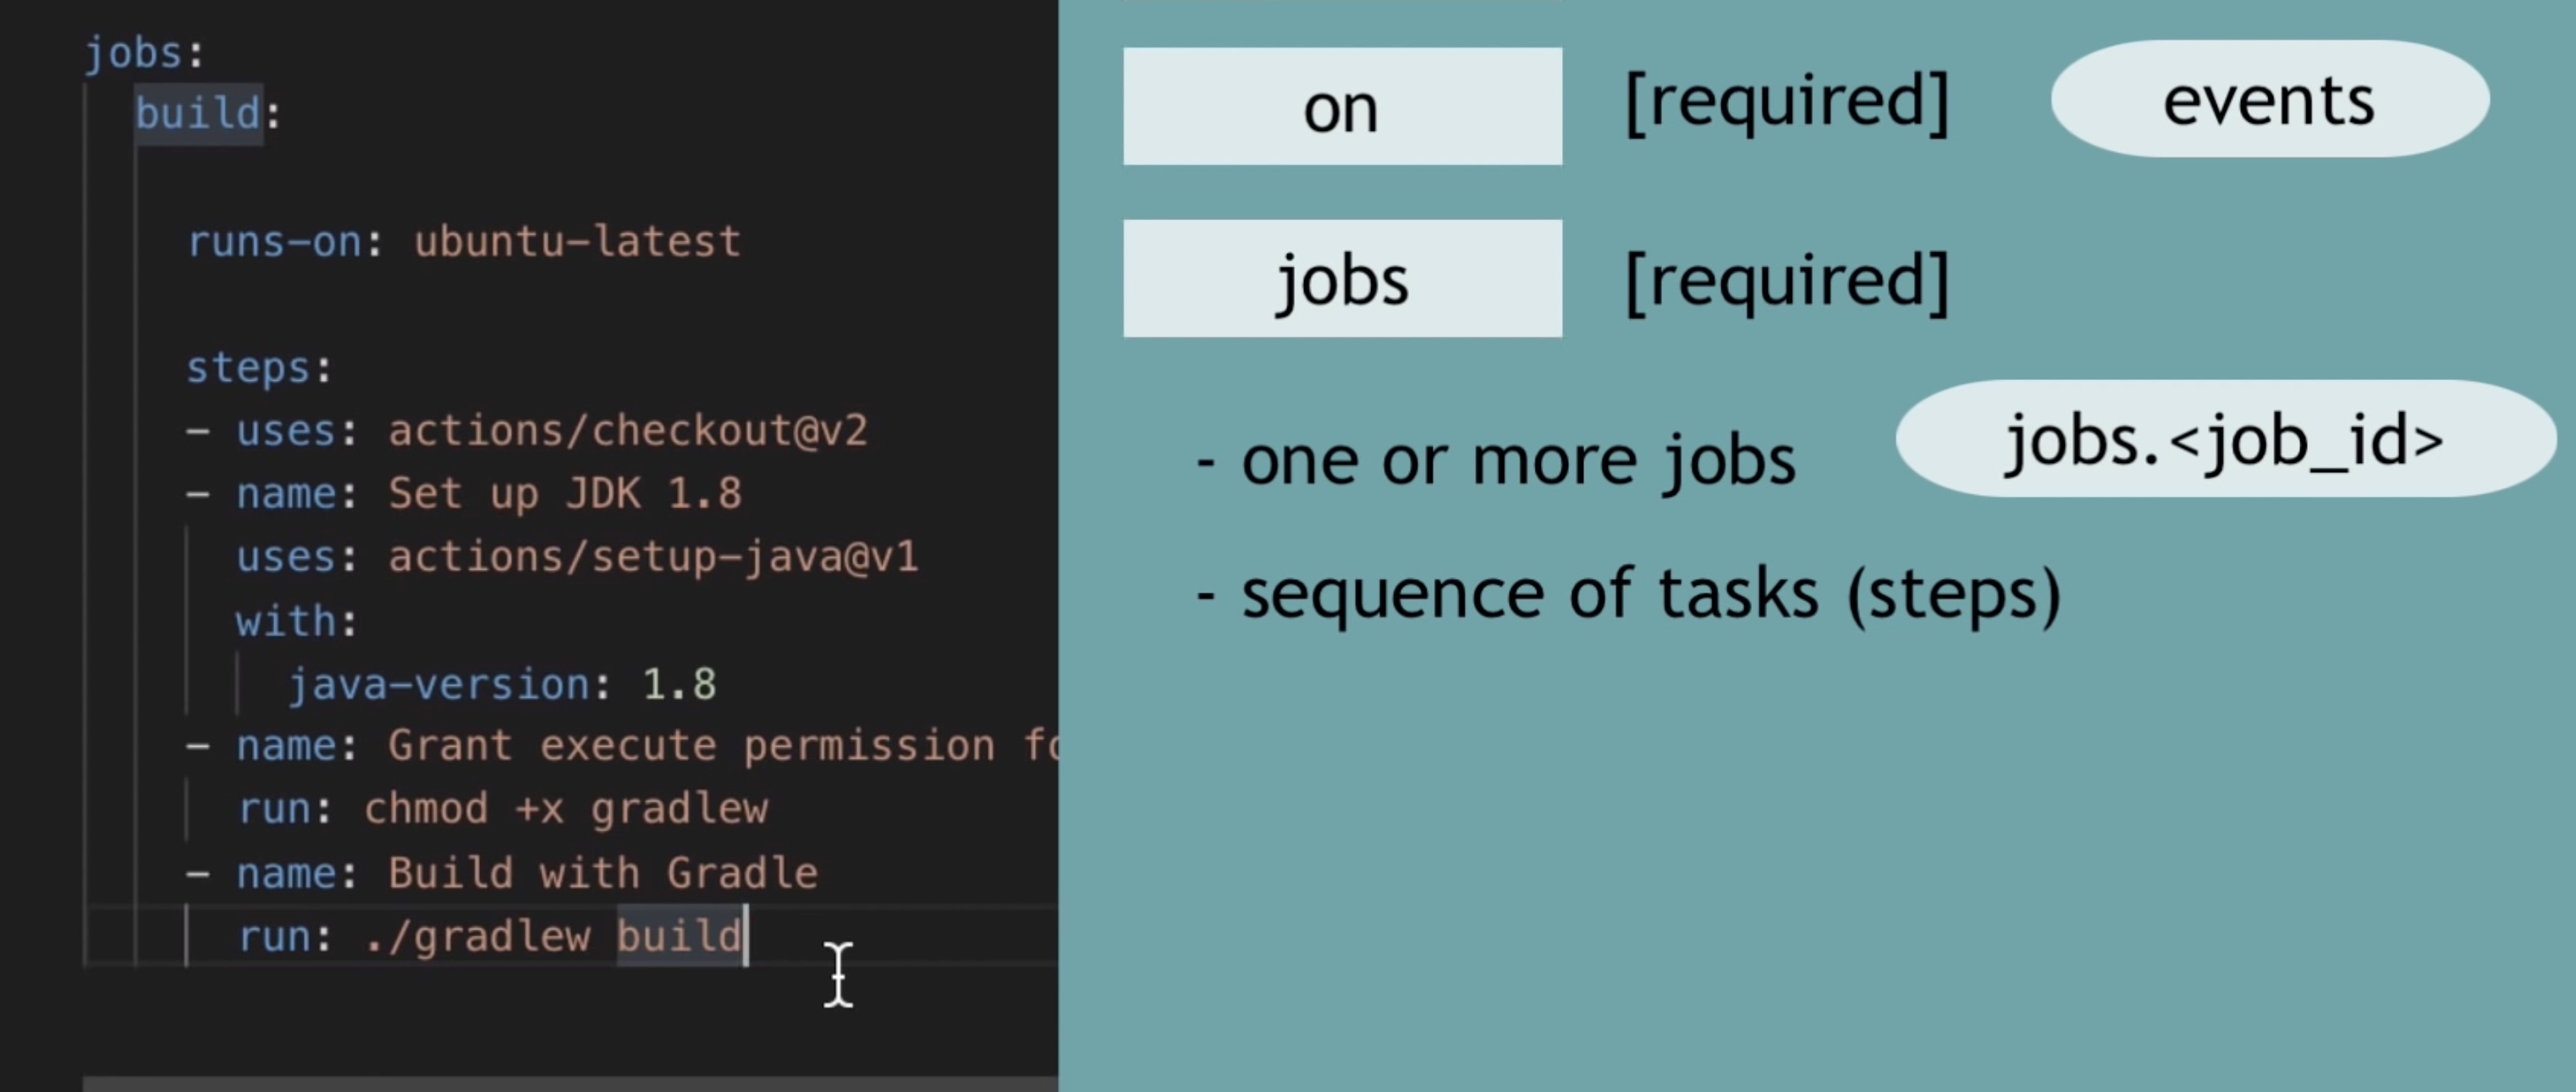 jobs:
build:
runs-on: ubuntu-latest
steps:
- uses: actions/checkout@v2
- name: Set up JDK 1.8
uses: actions/setup-java@v1
with:
java-version: 1.8
- name: Grant execute permission fo
run: chmod +x gradlew
- name: Build with Gradle
run: ./gradlew build
on [required] events
jobs [required]
- one or more jobs jobs.<job_id>
- sequence of tasks (steps)